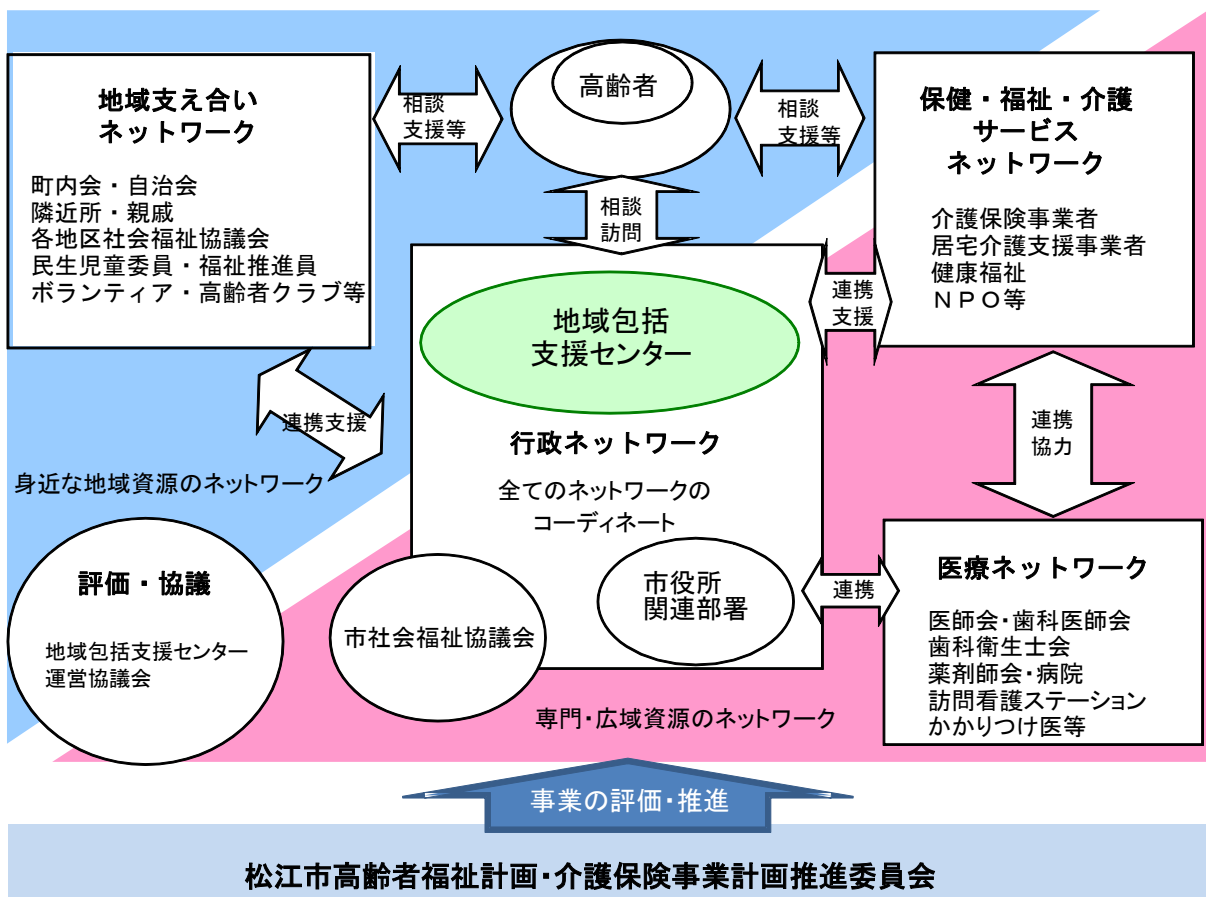 高齢者
地域支え合い
ネットワーク
町内会・自治会
隣近所・親戚
各地区社会福祉協議会
民生児童委員・福祉推進員
ボランティア・高齢者クラブ等
相談
支援等
相談
支援等
保健・福祉・介護
サービス
ネットワーク
介護保険事業者
居宅介護支援事業者
健康福祉
ＮＰＯ等
相談
訪問
地域包括
支援センター
連携
支援
行政ネットワーク
全てのネットワークの
コーディネート
連携支援
身近な地域資源のネットワーク
連携
協力
評価・協議
地域包括支援センター
運営協議会
市社会福祉協議会
市役所
関連部署
連携
医療ネットワーク
医師会・歯科医師会
歯科衛生士会
薬剤師会・病院
訪問看護ステーション
かかりつけ医等
専門・広域資源のネットワーク
事業の評価・推進
松江市高齢者福祉計画・介護保険事業計画推進委員会